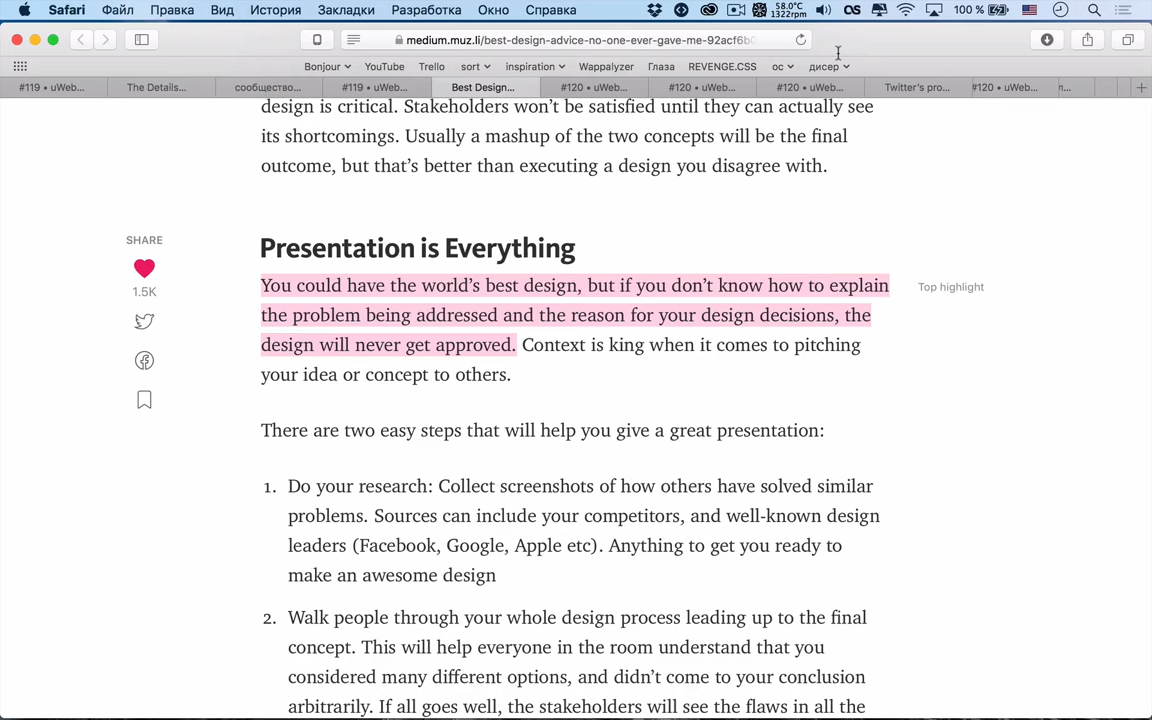 Safari Файл Правка Вид История Закладки Разработка Окно Справка 58.0°C 1322rpm 100 %
medium.muz.li/best-design-advice-no-one-ever-gave-me-92acf6b
Bonjour YouTube Trello sort inspiration Wappalyzer Глаза REVENGE.CSS ос дисер
#119 • uWeb... The Details... сообщество... #119 • uWeb... Best Design... #120 • uWeb... #120 • uWeb... #120 • uWeb... Twitter's pro... #120 • uWeb...
design is critical. Stakeholders won't be satisfied until they can actually see
its shortcomings. Usually a mashup of the two concepts will be the final
outcome, but that's better than executing a design you disagree with.
SHARE
1.5K
Presentation is Everything
You could have the world's best design, but if you don't know how to explain
the problem being addressed and the reason for your design decisions, the
design will never get approved. Context is king when it comes to pitching
your idea or concept to others.
Top highlight
There are two easy steps that will help you give a great presentation:
1. Do your research: Collect screenshots of how others have solved similar
problems. Sources can include your competitors, and well-known design
leaders (Facebook, Google, Apple etc). Anything to get you ready to
make an awesome design
2. Walk people through your whole design process leading up to the final
concept. This will help everyone in the room understand that you
considered many different options, and didn't come to your conclusion
arbitrarily. If all goes well, the stakeholders will see the flaws in all the